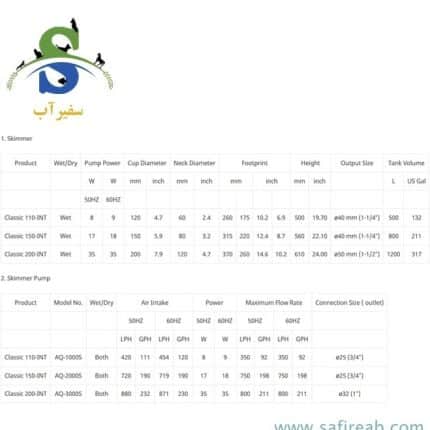 سفیر آب
1. Skimmer
Product Wet/Dry Pump Power Cup Diameter Neck Diameter Footprint Height Output Size Tank Volume
W W mm inch mm inch mm inch mm inch L US Gal
50HZ 60HZ
Classic 110-INT Wet 8 9 120 4.7 60 2.4 260 175 10.2 6.9 500 19.70 ø40 mm (1-1/4") 500 132
Classic 150-INT Wet 17 18 150 5.9 80 3.2 315 220 12.4 8.7 560 22.10 ø40 mm (1-1/4") 800 211
Classic 200-INT Wet 35 35 200 7.9 120 4.7 370 260 14.6 10.2 610 24.00 ø50 mm (1-1/2") 1200 317
2. Skimmer Pump
Product Model No. Wet/Dry Air Intake Power Maximum Flow Rate Connection Size ( outlet)
50HZ 60HZ 50HZ 60HZ 50HZ 60HZ
LPH GPH LPH GPH W W LPH GPH LPH GPH
Classic 110-INT AQ-1000S Both 420 111 454 120 8 9 350 92 350 92 ø25 (3/4")
Classic 150-INT AQ-2000S Both 720 190 719 190 17 18 750 198 750 198 ø25 (3/4")
Classic 200-INT AQ-3000S Both 880 232 871 230 35 35 800 211 800 211 ø32 (1")
www.safireab.com